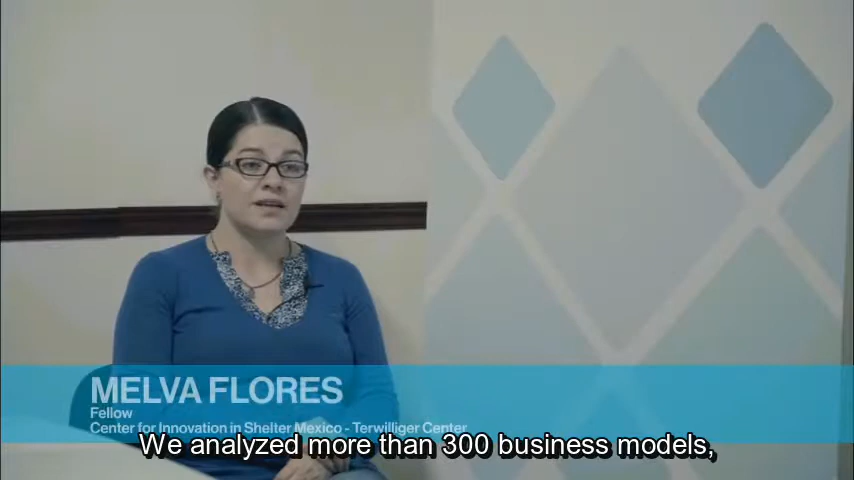 MELVA FLORES
Fellow
Center for Innovation in Shelter Mexico - Terwilliger Center
We analyzed more than 300 business models,